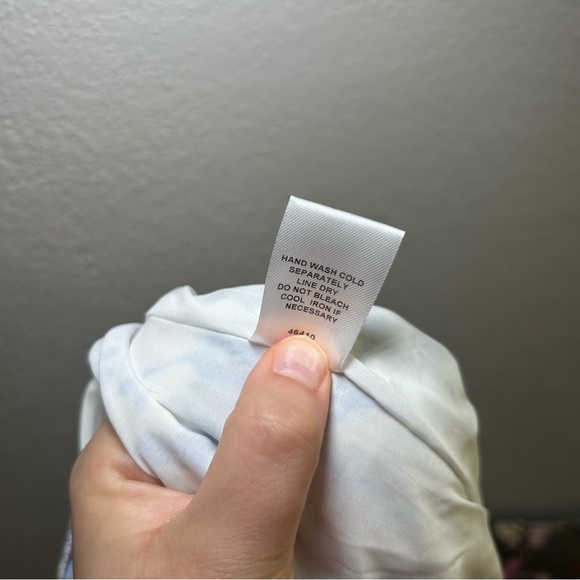 HAND WASH COLD
SEPARATELY
LINE DRY
DO NOT BLEACH
COOL IRON IF
NECESSARY
46410